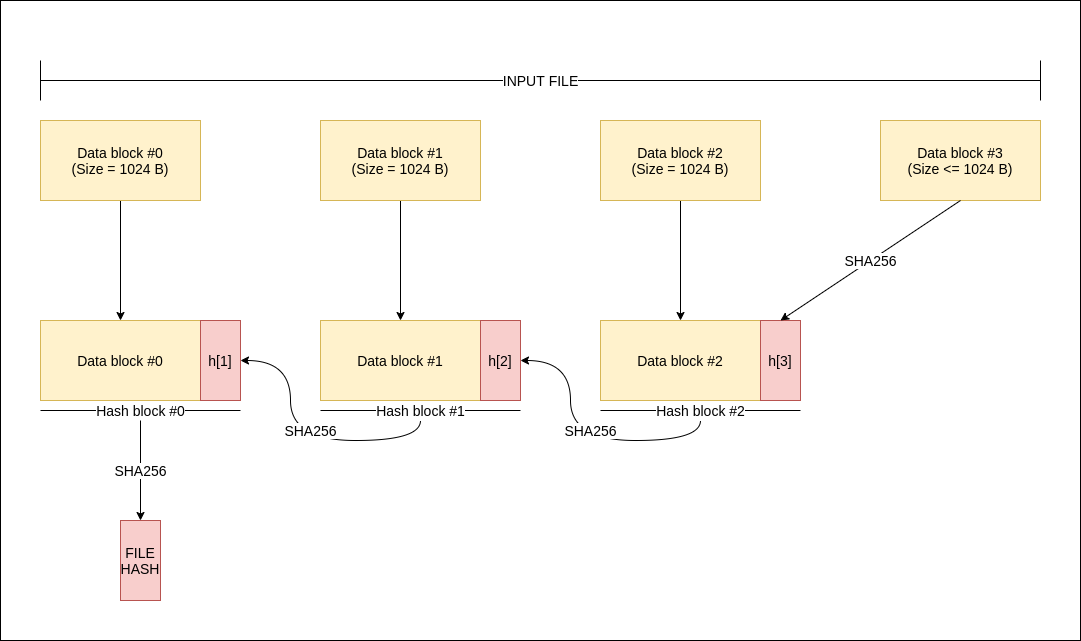 INPUT FILE
Data block #0
(Size = 1024 B)
Data block #1
(Size = 1024 B)
Data block #2
(Size = 1024 B)
Data block #3
(Size <= 1024 B)
SHA256
Data block #0
h[1]
Data block #1
h[2]
Data block #2
h[3]
Hash block #0
Hash block #1
Hash block #2
SHA256
SHA256
SHA256
FILE
HASH